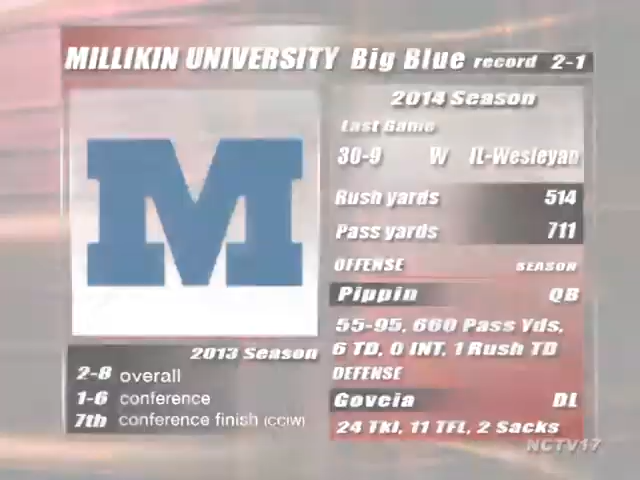 MILLIKIN UNIVERSITY Big Blue record 2-1
M
2014 Season
Last Game
30-9 W IL-Wesleyan
Rush yards 514
Pass yards 711
OFFENSE SEASON
Pippin QB
55-95, 660 Pass Yds,
6 TD, 0 INT, 1 Rush TD
DEFENSE
Goveia DL
24 Tkl, 11 TFL, 2 Sacks
2013 Season
2-8 overall
1-6 conference
7th conference finish (CCIW)
NCTV17